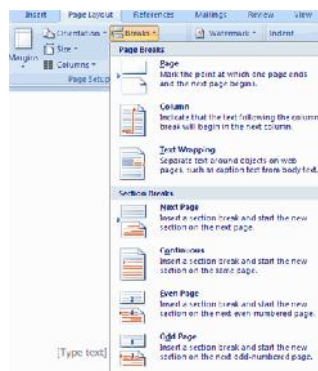 Insert Page Layout References Mailings Review View
Orientation Breaks Watermark Indent
Size
Margins
Columns
Page Setup
Page Breaks
Page
Mark the point at which one page ends
and the next page begins.
Column
Indicate that the text following the column
break will begin in the next column.
Text Wrapping
Separate text around objects on web
pages, such as caption text from body text.
Section Breaks
Next Page
Insert a section break and start the new
section on the next page.
Continuous
Insert a section break and start the new
section on the same page.
Even Page
Insert a section break and start the new
section on the next even-numbered page.
Odd Page
Insert a section break and start the new
section on the next odd-numbered page.
[Type text]